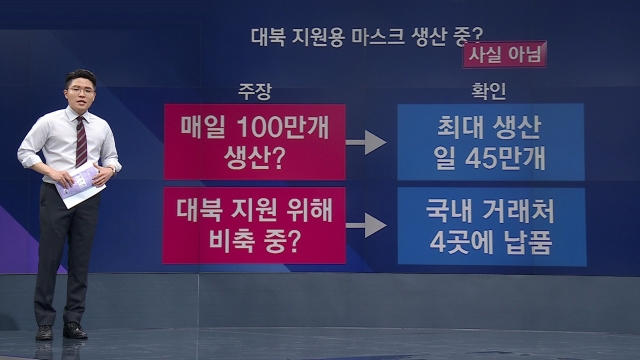 대북 지원용 마스크 생산 중?
사실 아님
주장
확인
매일 100만개
생산?
최대 생산
일 45만개
대북 지원 위해
비축 중?
국내 거래처
4곳에 납품